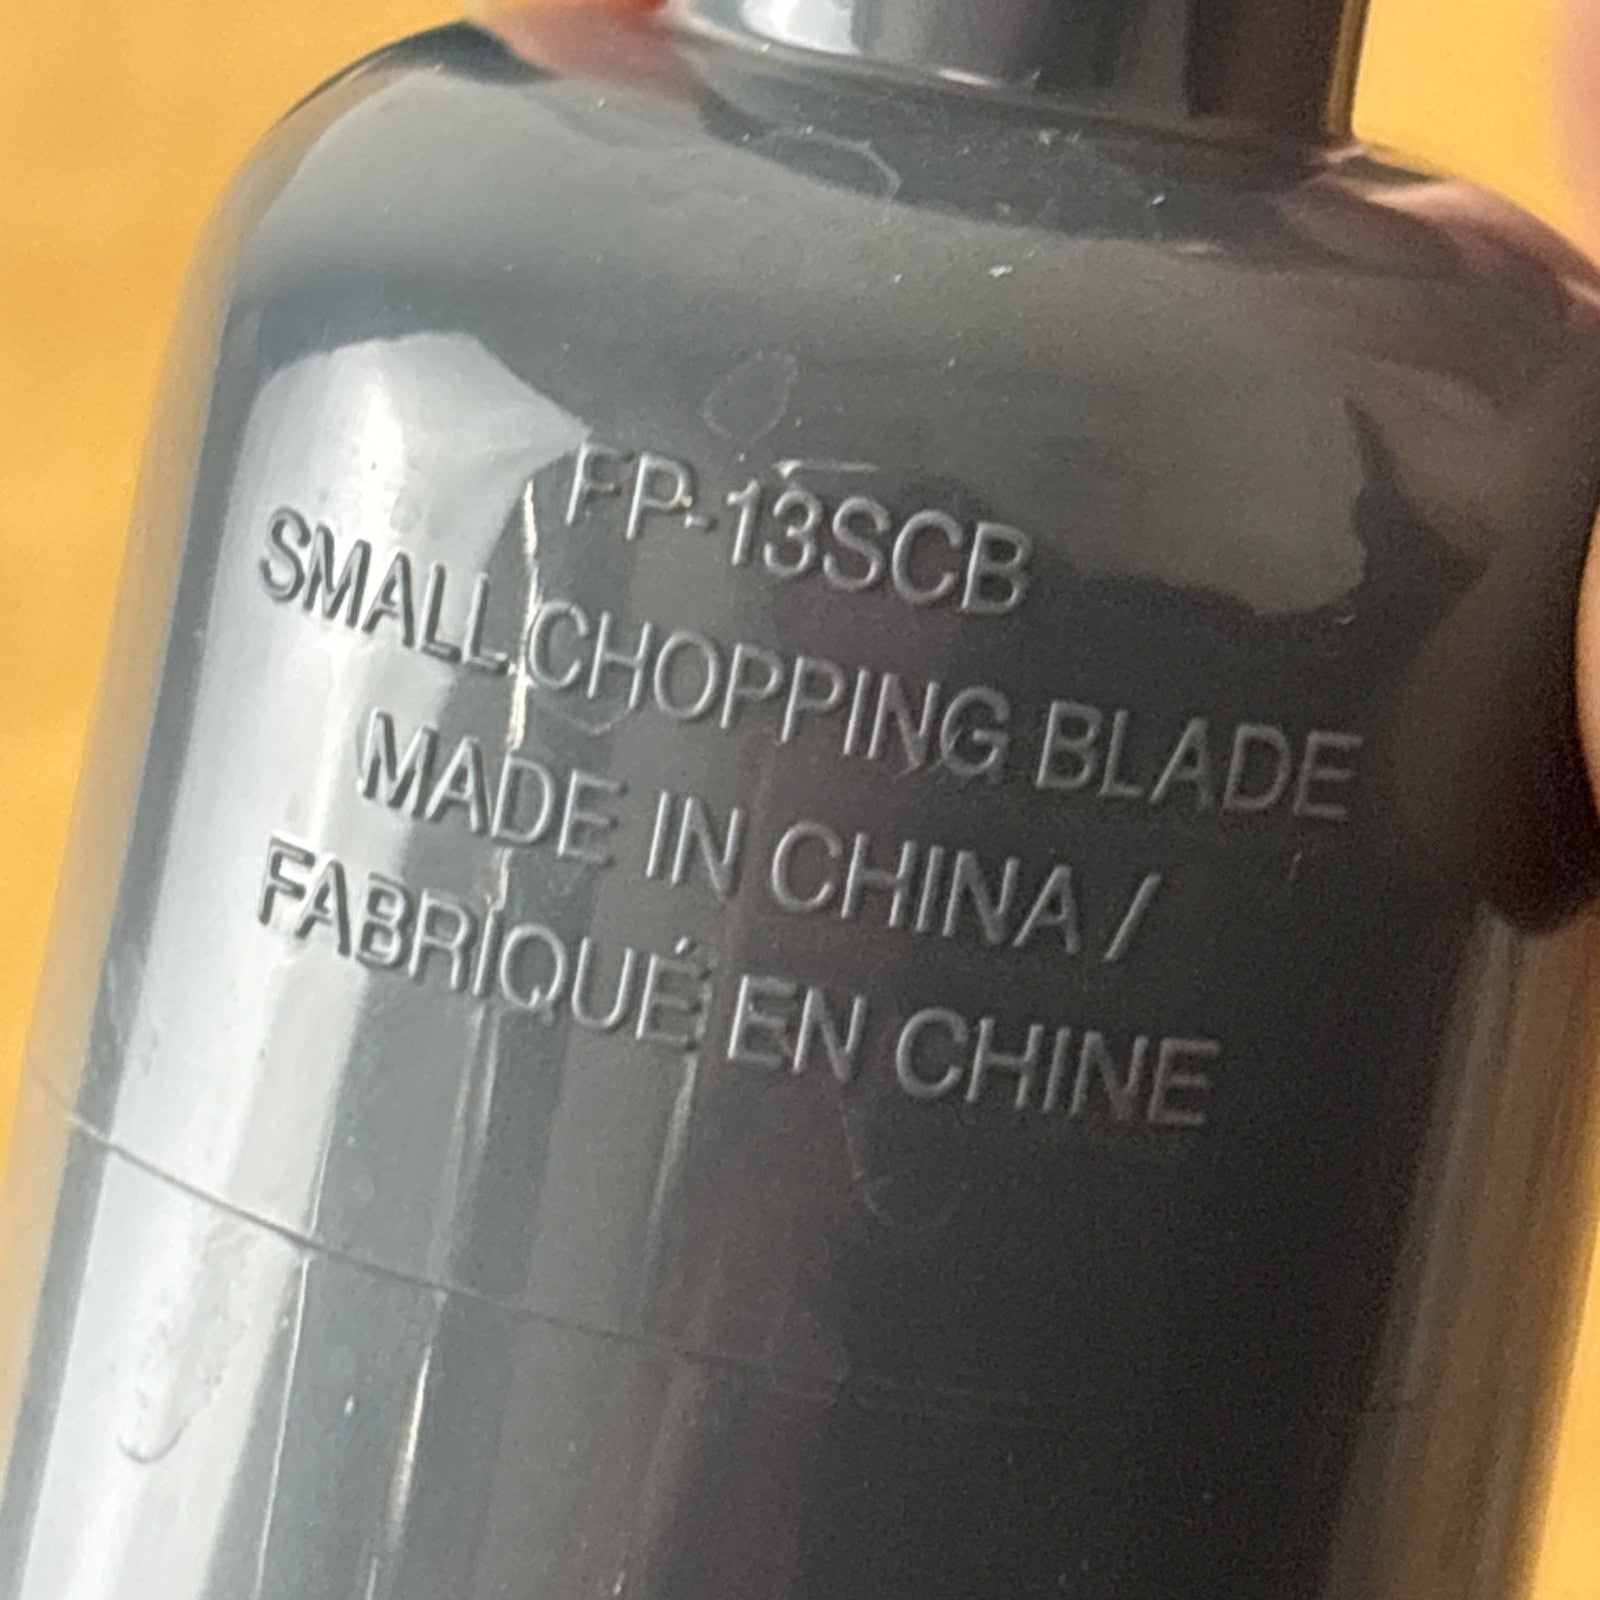 FP-13SCB
SMALL CHOPPING BLADE
MADE IN CHINA /
FABRIQUÉ EN CHINE